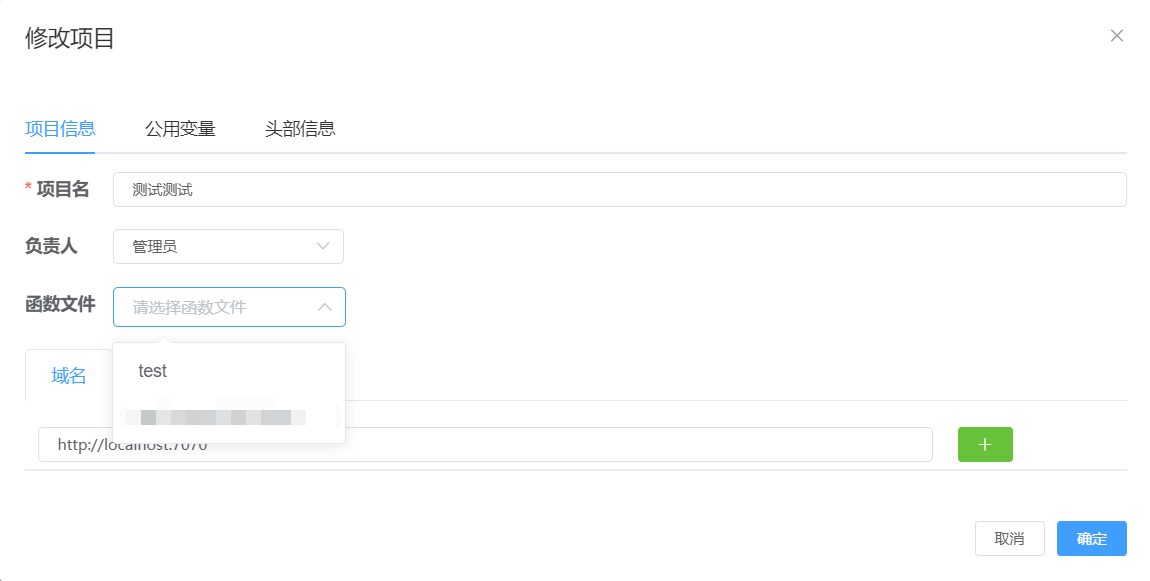 修改项目
项目信息 公用变量 头部信息
* 项目名 测试测试
负责人 管理员
函数文件 请选择函数文件
test
域名
http://localhost:7070
+
取消 确定